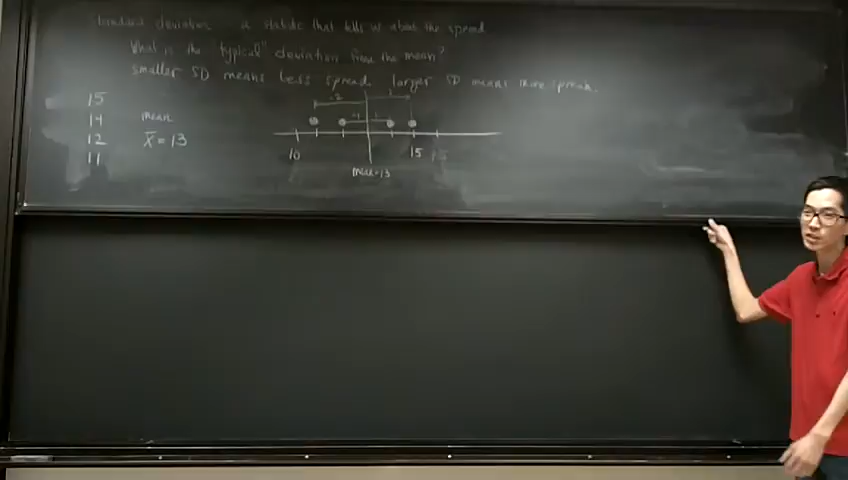 standard deviation a statistic that tells us about the spread
What is the "typical" deviation from the mean?
smaller SD means Less spread, larger SD means more spread.
15
14
12
11
mean
x̄ = 13
10
15
mean=13